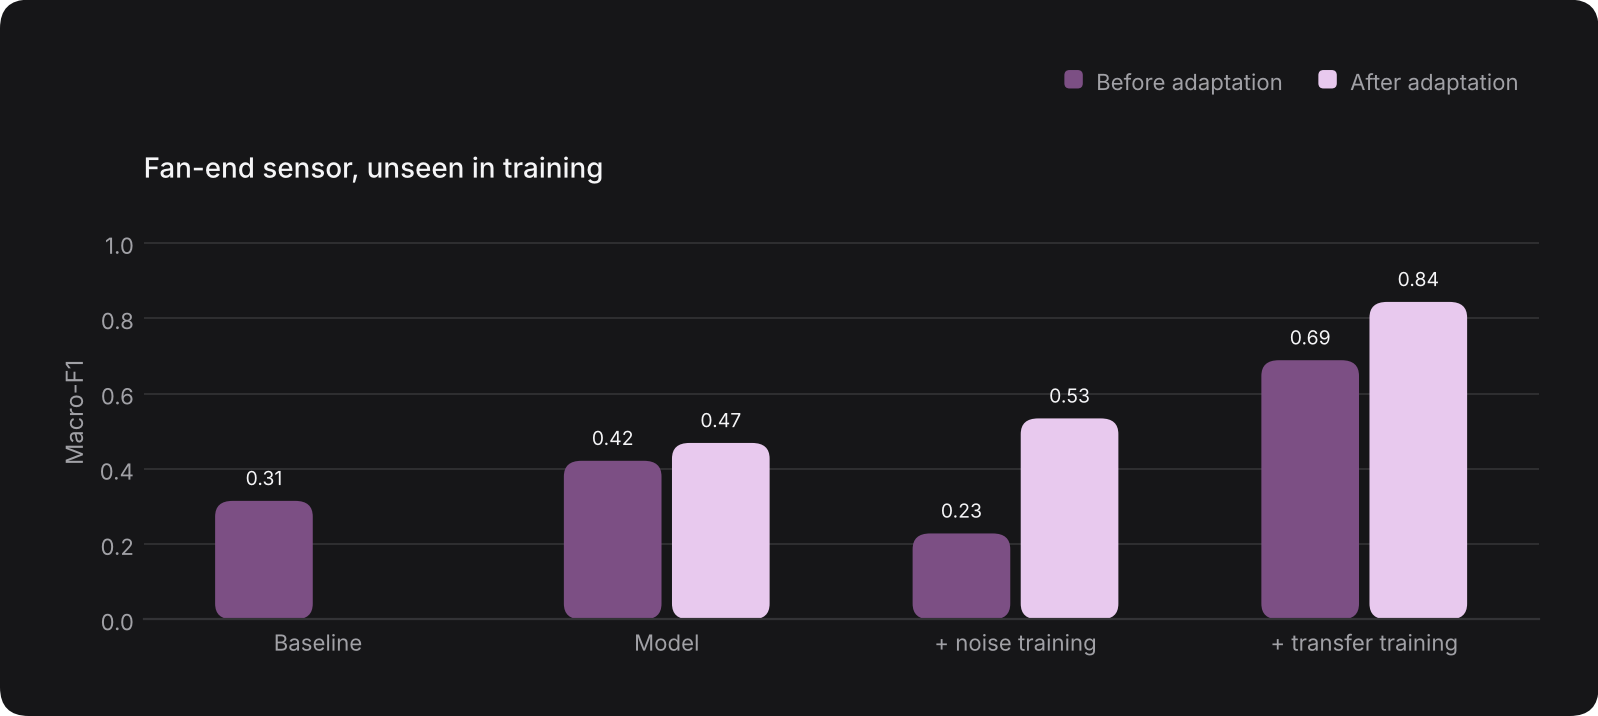 Before adaptation
After adaptation
Fan-end sensor, unseen in training
Macro-F1
1.0
0.8
0.6
0.4
0.2
0.0
0.31
0.42
0.47
0.23
0.53
0.69
0.84
Baseline
Model
+ noise training
+ transfer training